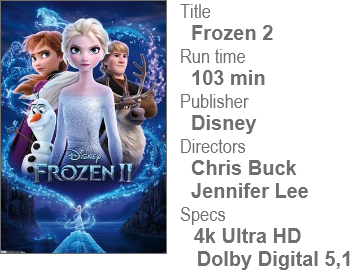 Title
Frozen 2
Run time
103 min
Publisher
Disney
Directors
Chris Buck
Jennifer Lee
Specs
4k Ultra HD
Dolby Digital 5,1
Disney
FROZEN II